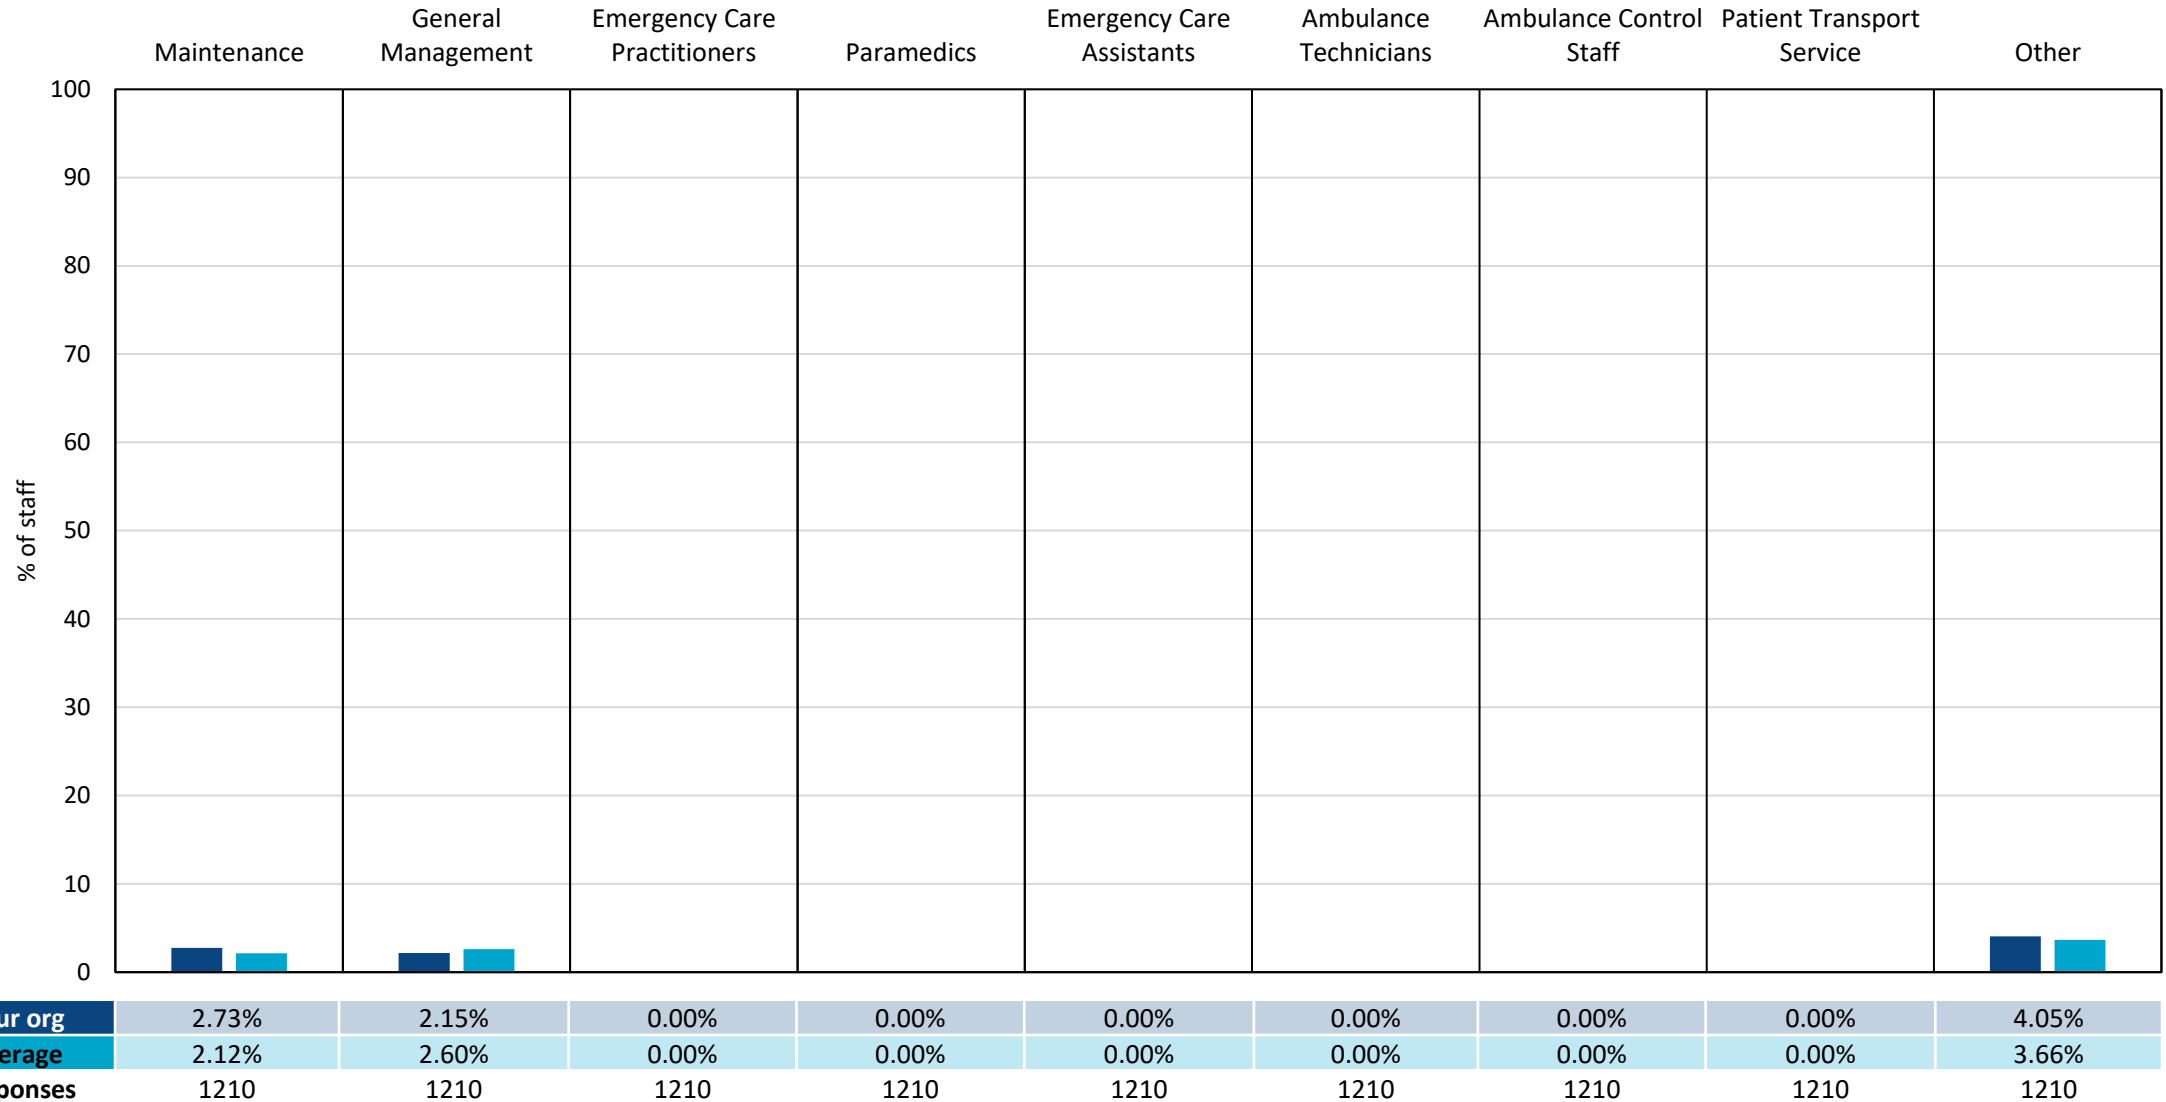 Maintenance
General
Management
Emergency Care
Practitioners
Paramedics
Emergency Care
Assistants
Ambulance
Technicians
Ambulance Control
Staff
Patient Transport
Service
Other
% of staff
100
90
80
70
60
50
40
30
20
10
0
ur org 2.73% 2.15% 0.00% 0.00% 0.00% 0.00% 0.00% 0.00% 4.05%
erage 2.12% 2.60% 0.00% 0.00% 0.00% 0.00% 0.00% 0.00% 3.66%
ponses 1210 1210 1210 1210 1210 1210 1210 1210 1210